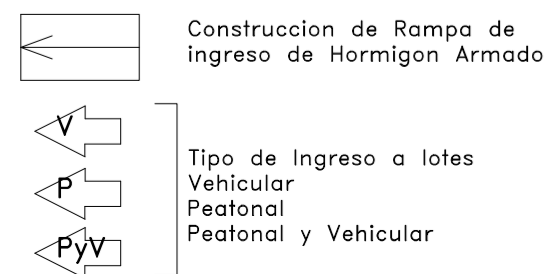 Construccion de Rampa de
ingreso de Hormigon Armado
V
P
PyV
Tipo de Ingreso a lotes
Vehicular
Peatonal
Peatonal y Vehicular